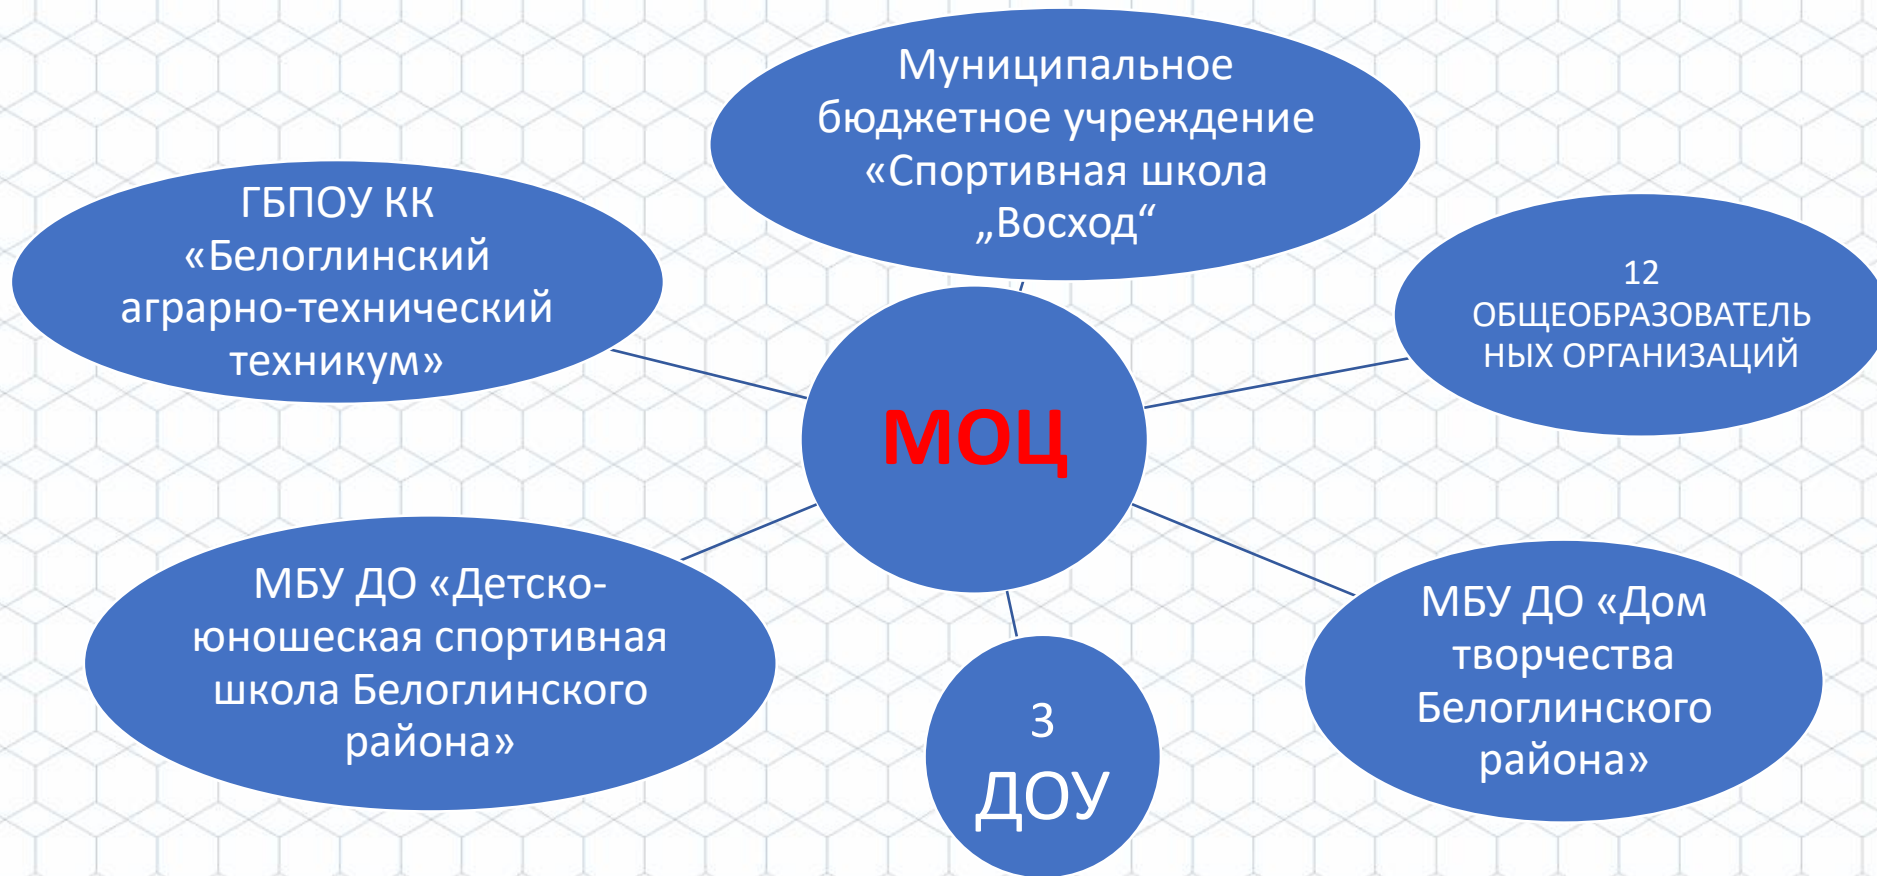 Муниципальное
бюджетное учреждение
«Спортивная школа
„Восход“
ГБПОУ КК
«Белоглинский
аграрно-технический
техникум»
12
ОБЩЕОБРАЗОВАТЕЛЬ
НЫХ ОРГАНИЗАЦИЙ
МОЦ
МБУ ДО «Детско-
юношеская спортивная
школа Белоглинского
района»
3
ДОУ
МБУ ДО «Дом
творчества
Белоглинского
района»